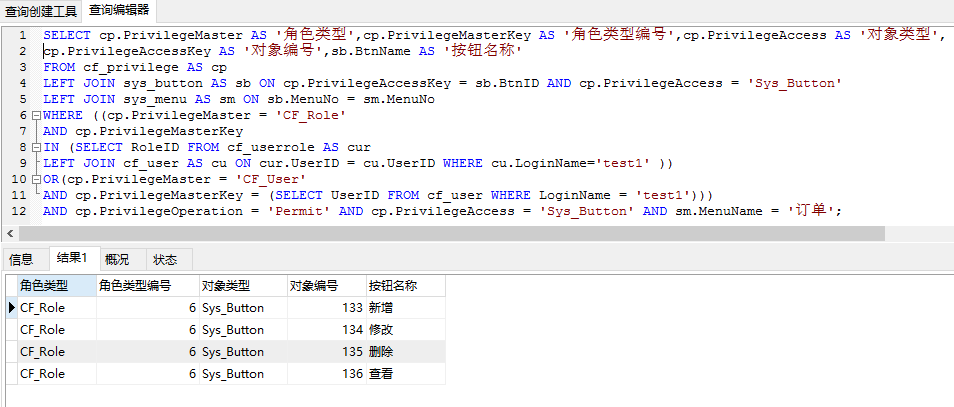 查询创建工具 查询编辑器
1 SELECT cp.PrivilegeMaster AS '角色类型',cp.PrivilegeMasterKey AS '角色类型编号',cp.PrivilegeAccess AS '对象类型',
2 cp.PrivilegeAccessKey AS '对象编号',sb.BtnName AS '按钮名称'
3 FROM cf_privilege AS cp
4 LEFT JOIN sys_button AS sb ON cp.PrivilegeAccessKey = sb.BtnID AND cp.PrivilegeAccess = 'Sys_Button'
5 LEFT JOIN sys_menu AS sm ON sb.MenuNo = sm.MenuNo
6 WHERE ((cp.PrivilegeMaster = 'CF_Role'
7 AND cp.PrivilegeMasterKey
8 IN (SELECT RoleID FROM cf_userrole AS cur
9 LEFT JOIN cf_user AS cu ON cur.UserID = cu.UserID WHERE cu.LoginName='test1' ))
10 OR(cp.PrivilegeMaster = 'CF_User'
11 AND cp.PrivilegeMasterKey = (SELECT UserID FROM cf_user WHERE LoginName = 'test1')))
12 AND cp.PrivilegeOperation = 'Permit' AND cp.PrivilegeAccess = 'Sys_Button' AND sm.MenuName = '订单';
信息 结果1 概况 状态
角色类型 角色类型编号 对象类型 对象编号 按钮名称
CF_Role 6 Sys_Button 133 新增
CF_Role 6 Sys_Button 134 修改
CF_Role 6 Sys_Button 135 删除
CF_Role 6 Sys_Button 136 查看